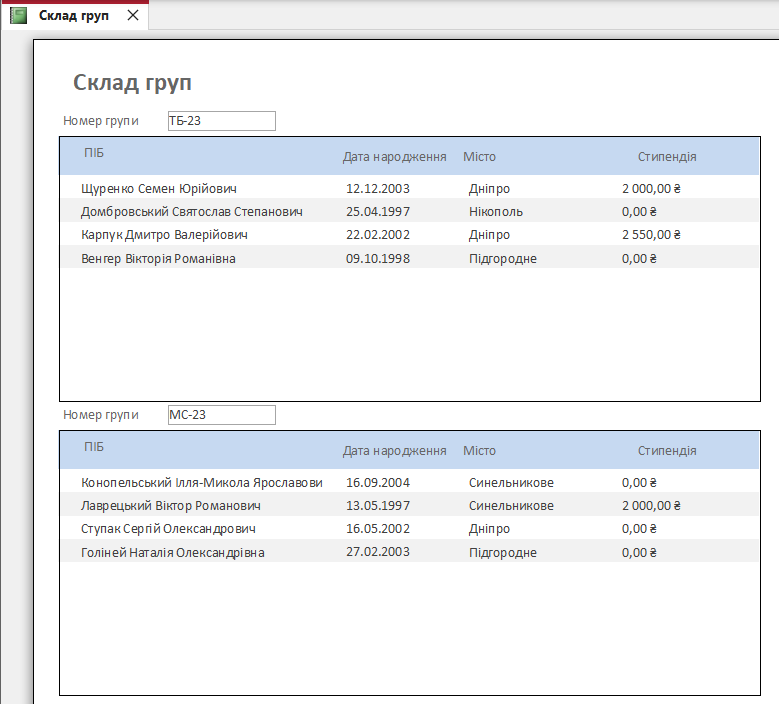 Склад груп
Склад груп
Номер групи ТБ-23
ПІБ Дата народження Місто Стипендія
Щуренко Семен Юрійович 12.12.2003 Дніпро 2 000,00 ₴
Домбровський Святослав Степанович 25.04.1997 Нікополь 0,00 ₴
Карпук Дмитро Валерійович 22.02.2002 Дніпро 2 550,00 ₴
Венгер Вікторія Романівна 09.10.1998 Підгородне 0,00 ₴
Номер групи МС-23
ПІБ Дата народження Місто Стипендія
Конопельський Ілля-Микола Ярославови 16.09.2004 Синельникове 0,00 ₴
Лаврецький Віктор Романович 13.05.1997 Синельникове 2 000,00 ₴
Ступак Сергій Олександрович 16.05.2002 Дніпро 0,00 ₴
Голіней Наталія Олександрівна 27.02.2003 Підгородне 0,00 ₴